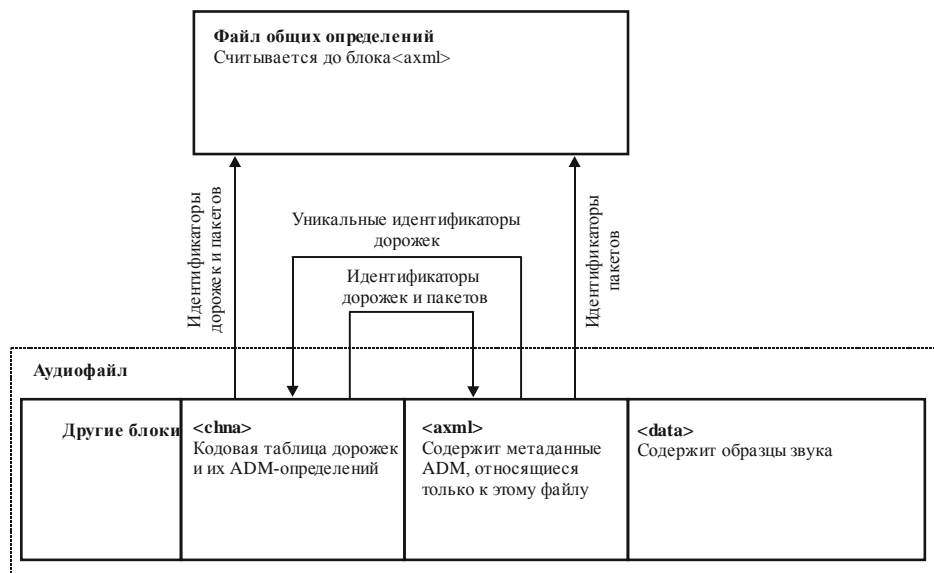 Файл общих определений
Считывается до блока<axml>
Идентификаторы
дорожек и пакетов
Уникальные идентификаторы
дорожек
Идентификаторы
дорожек и пакетов
Идентификаторы
пакетов
Аудиофайл
Другие блоки
<chna>
Кодовая таблица дорожек
и их ADM-определений
<axml>
Содержит метаданные
ADM, относящиеся
только к этому файлу
<data>
Содержит образцы звука